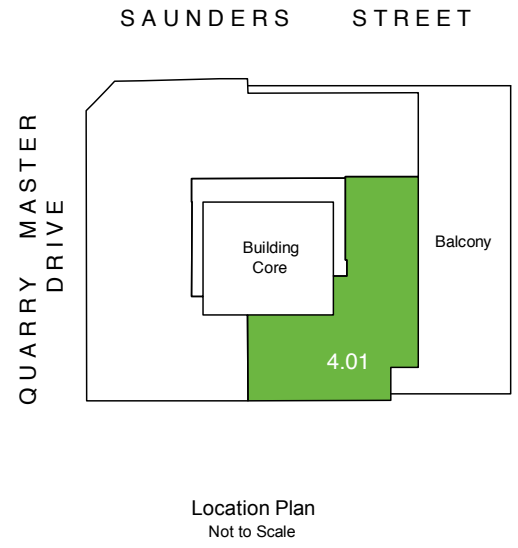 SAUNDERS STREET
QUARRY MASTER
DRIVE
Building
Core
Balcony
4.01
Location Plan
Not to Scale